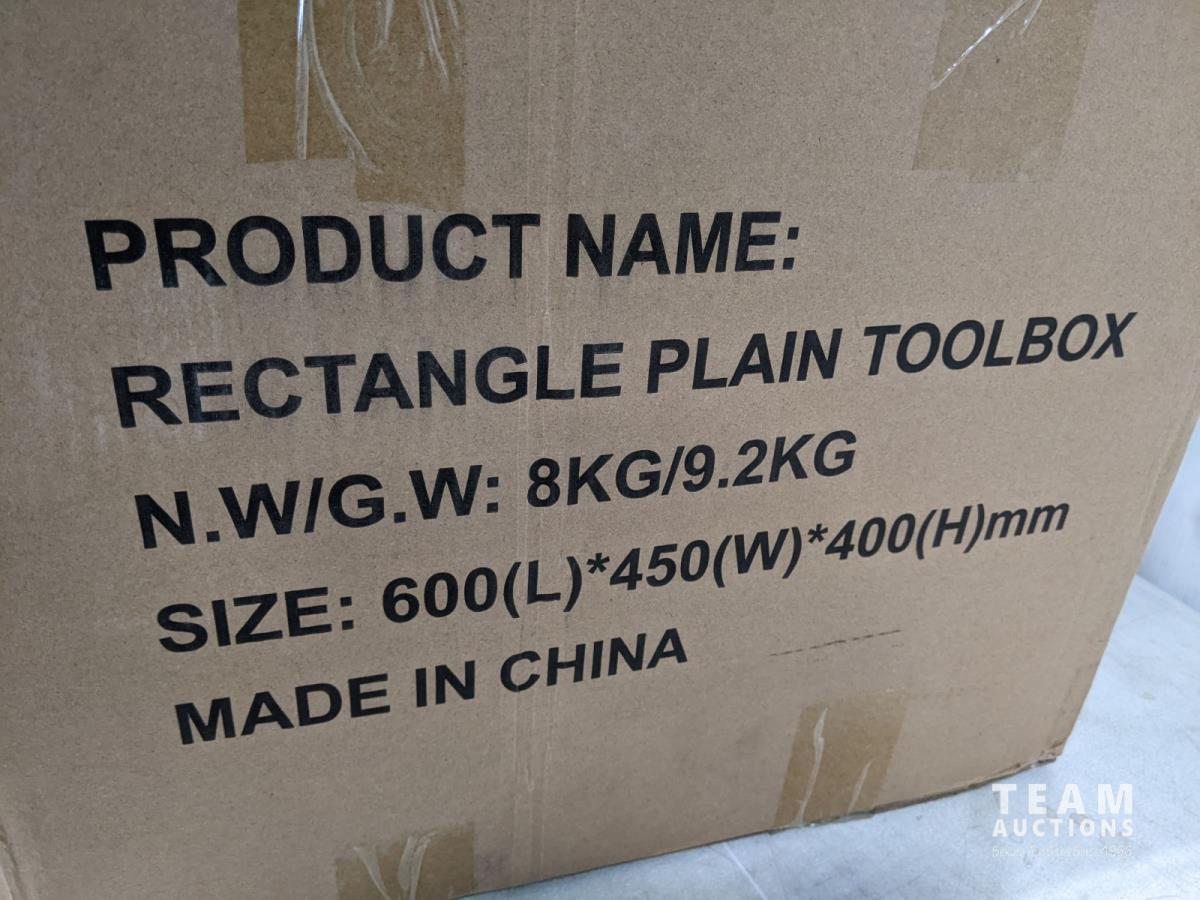 PRODUCT NAME:
RECTANGLE PLAIN TOOLBOX
N.W/G.W: 8KG/9.2KG
SIZE: 600(L)*450(W)*400(H)mm
MADE IN CHINA
TEAM
AUCTIONS